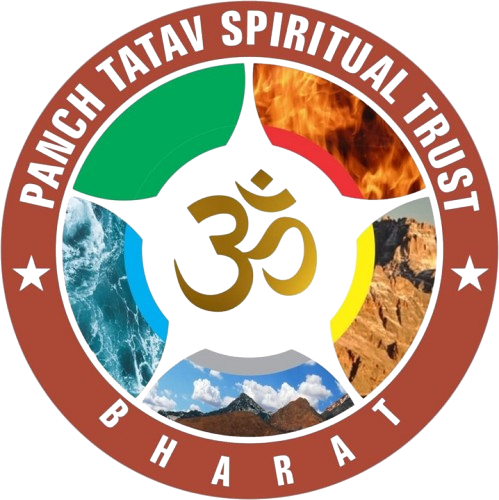 PANCH TATAV SPIRITUAL TRUST
ॐ
BHARAT